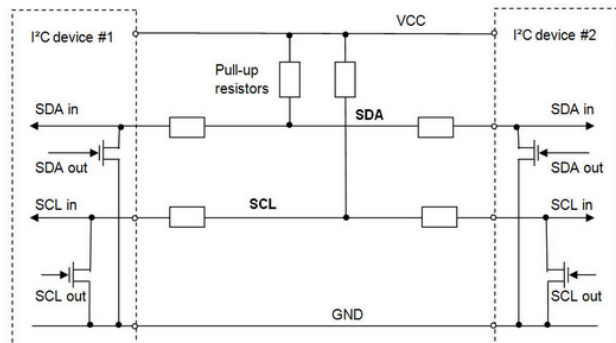 I²C device #1
VCC
I²C device #2
Pull-up
resistors
SDA in
SDA
SDA in
SDA out
SDA out
SCL in
SCL
SCL in
SCL out
SCL out
GND